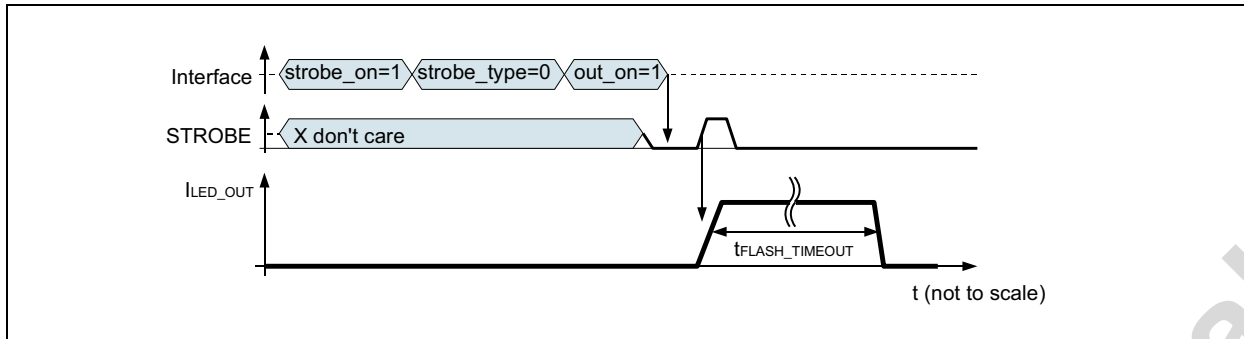 Interface strobe_on=1 strobe_type=0 out_on=1
STROBE X don't care
ILED_OUT
tFLASH_TIMEOUT
t (not to scale)